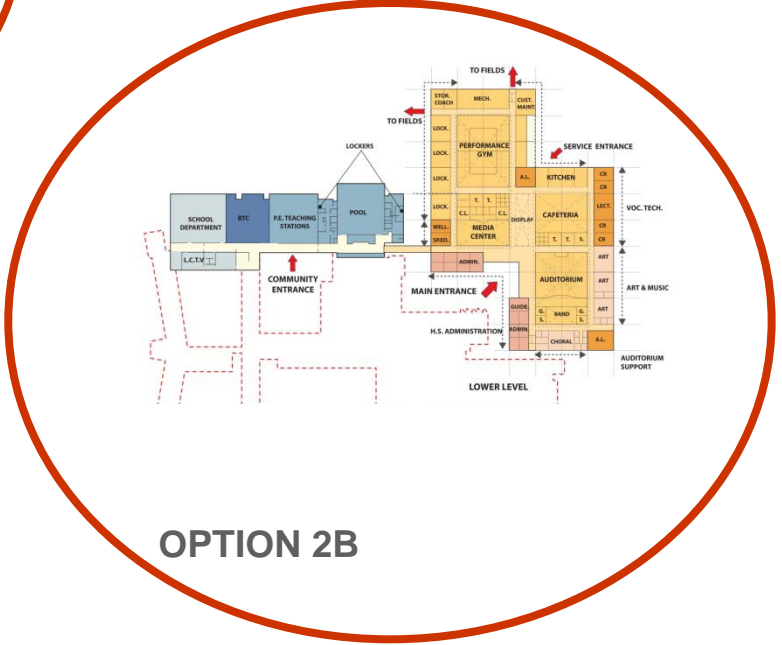 TO FIELDS
STOR.
COACH
MECH.
CUST.
MAINT.
TO FIELDS
LOCK.
LOCKERS
PERFORMANCE
GYM
SERVICE ENTRANCE
LOCK.
LOCK.
A.L.
KITCHEN
CR
CR
LOCK.
T. T.
C.L. C.L.
DISPLAY
CAFETERIA
LECT.
VOC. TECH.
SCHOOL
DEPARTMENT
BTC
P.E. TEACHING
STATIONS
POOL
WELL.
SP.ED.
MEDIA
CENTER
T. T. S.
CR
CR
L.C.T.V
ADMIN.
AUDITORIUM
ART
COMMUNITY
ENTRANCE
MAIN ENTRANCE
ART
ART & MUSIC
GUIDE.
G.
S.
BAND
G.
S.
ART
H.S. ADMINISTRATION
ADMIN.
CHORAL
A.L.
AUDITORIUM
SUPPORT
LOWER LEVEL
OPTION 2B